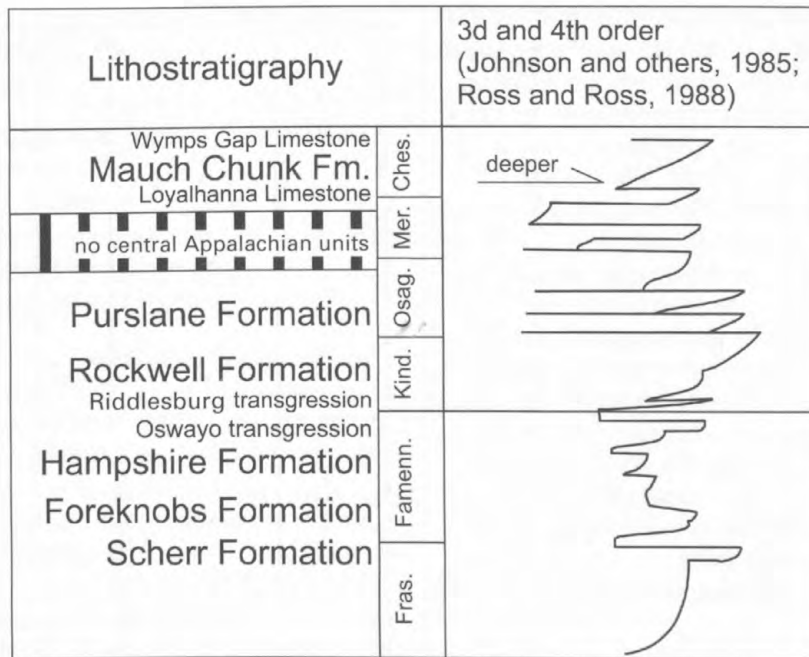 Lithostratigraphy
3d and 4th order
(Johnson and others, 1985;
Ross and Ross, 1988)
Wymps Gap Limestone
Mauch Chunk Fm.
Loyalhanna Limestone
no central Appalachian units
Purslane Formation
Rockwell Formation
Riddlesburg transgression
Oswayo transgression
Hampshire Formation
Foreknobs Formation
Scherr Formation
Ches.
Mer.
Osag.
Kind.
Famenn.
Fras.
deeper